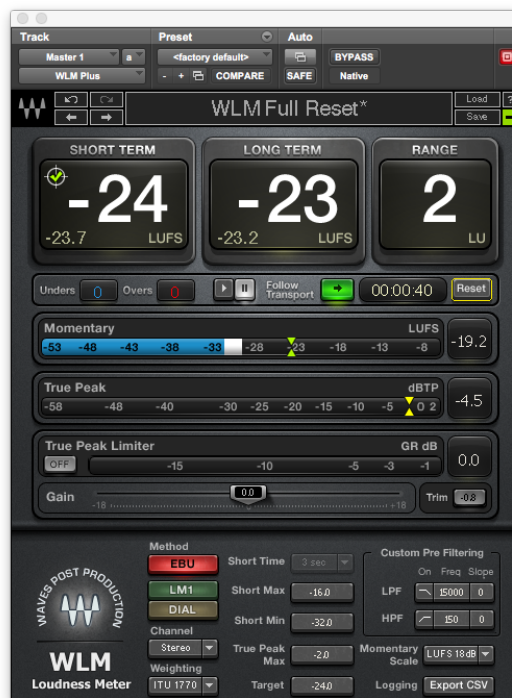 Track Preset Auto
Master 1 a <factory default> BYPASS
WLM Plus - + COMPARE SAFE Native
WLM Full Reset* Load ?
Save
SHORT TERM LONG TERM RANGE
-24 -23 2
-23.7 LUFS -23.2 LUFS LU
Unders 0 Overs 0 Follow Transport 00:00:40 Reset
Momentary LUFS
-53 -48 -43 -38 -33 -28 -23 -18 -13 -8 -19.2
True Peak dBTP
-58 -48 -40 -30 -25 -20 -15 -10 -5 0 2 -4.5
True Peak Limiter GR dB
OFF -15 -10 -5 -3 -1 0.0
Gain -18 0.0 +18 Trim -0.8
Method
EBU Short Time 3 sec Custom Pre Filtering
On Freq Slope
LM1 Short Max -16.0 LPF 15000 0
DIAL Short Min -32.0 HPF 150 0
Channel
Stereo True Peak Max -2.0 Momentary Scale LUFS 18dB
Weighting
ITU 1770 Target -24.0 Logging Export CSV
WAVES POST PRODUCTION
WLM
Loudness Meter